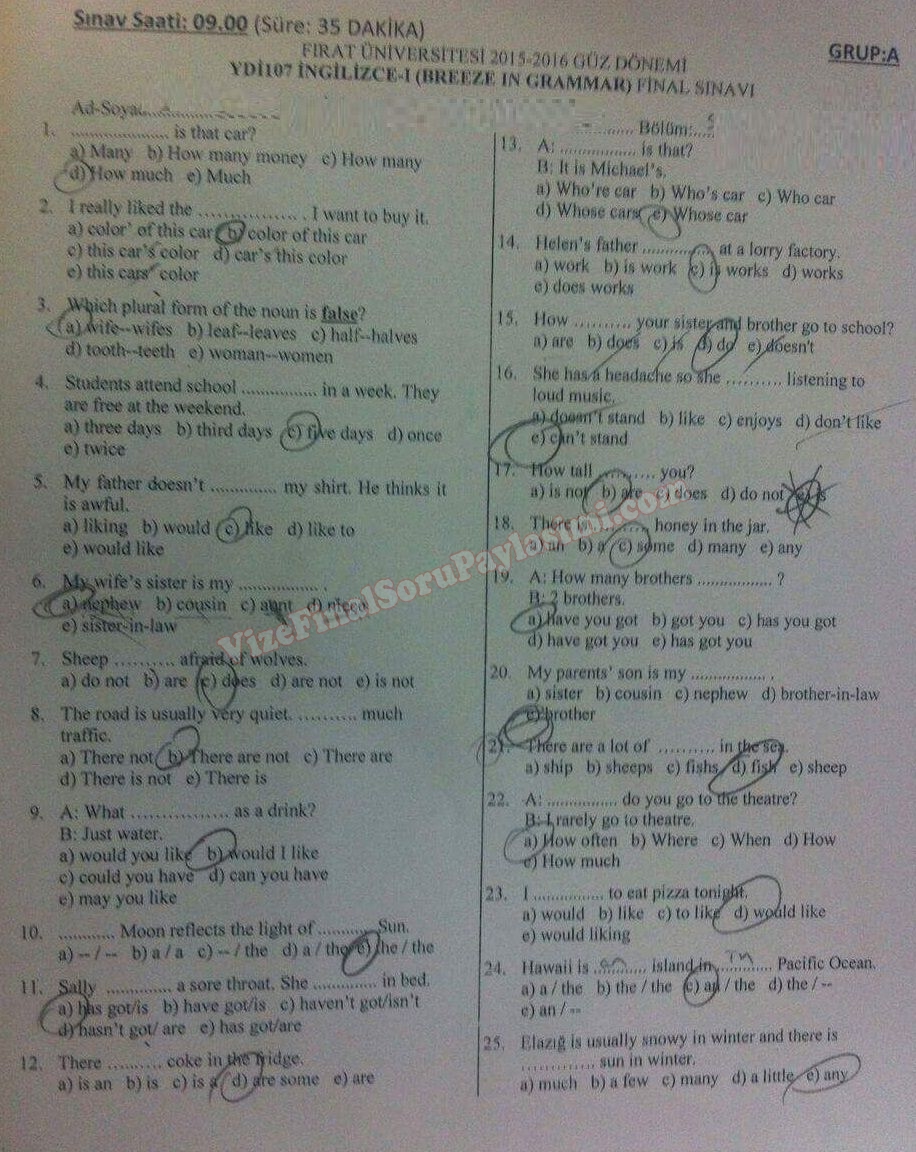 Sınav Saati: 09.00 (Süre: 35 DAKİKA)
GRUP:A
FIRAT ÜNİVERSİTESİ 2015-2016 GÜZ DÖNEMİ
YDİ107 İNGİLİZCE-I (BREEZE IN GRAMMAR) FİNAL SINAVI
Ad-Soyad
Bölüm:
1. .................... is that car?
a) Many b) How many money c) How many
d) How much e) Much
2. I really liked the .................. . I want to buy it.
a) color' of this car b) color of this car
c) this car's color d) car's this color
e) this cars' color
3. Which plural form of the noun is false?
a) wife--wifes b) leaf--leaves c) half--halves
d) tooth--teeth e) woman--women
4. Students attend school ............... in a week. They
are free at the weekend.
a) three days b) third days c) five days d) once
e) twice
5. My father doesn't ............. my shirt. He thinks it
is awful.
a) liking b) would c) like d) like to
e) would like
6. My wife's sister is my ............... .
a) nephew b) cousin c) aunt d) niece
e) sister-in-law
7. Sheep .......... afraid of wolves.
a) do not b) are c) does d) are not e) is not
8. The road is usually very quiet. .......... much
traffic.
a) There not b) There are not c) There are
d) There is not e) There is
9. A: What ................. as a drink?
B: Just water.
a) would you like b) would I like
c) could you have d) can you have
e) may you like
10. ............ Moon reflects the light of .......... Sun.
a) -- / -- b) a / a c) -- / the d) a / the e) the / the
11. Sally ............. a sore throat. She ............ in bed.
a) has got/is b) have got/is c) haven't got/isn't
d) hasn't got/ are e) has got/are
12. There .......... coke in the fridge.
a) is an b) is c) is a d) are some e) are
13. A: ................ is that?
B: It is Michael's.
a) Who're car b) Who's car c) Who car
d) Whose cars e) Whose car
14. Helen's father .............. at a lorry factory.
a) work b) is work c) is works d) works
e) does works
15. How .......... your sister and brother go to school?
a) are b) does c) is d) do e) doesn't
16. She has a headache so she .......... listening to
loud music.
a) doesn't stand b) like c) enjoys d) don't like
e) can't stand
17. How tall .......... you?
a) is not b) are c) does d) do not e) is
18. There is .......... honey in the jar.
a) an b) a c) some d) many e) any
19. A: How many brothers ................ ?
B: 2 brothers.
a) have you got b) got you c) has you got
d) have got you e) has got you
20. My parents' son is my ................ .
a) sister b) cousin c) nephew d) brother-in-law
e) brother
21. There are a lot of .......... in the sea.
a) ship b) sheeps c) fishs d) fish e) sheep
22. A: .............. do you go to the theatre?
B: I rarely go to theatre.
a) How often b) Where c) When d) How
e) How much
23. I .............. to eat pizza tonight.
a) would b) like c) to like d) would like
e) would liking
24. Hawaii is .......... island in .......... Pacific Ocean.
a) a / the b) the / the c) an / the d) the / --
e) an / --
25. Elazığ is usually snowy in winter and there is
............. sun in winter.
a) much b) a few c) many d) a little e) any
VizeFinalSoruPaylasimi.com